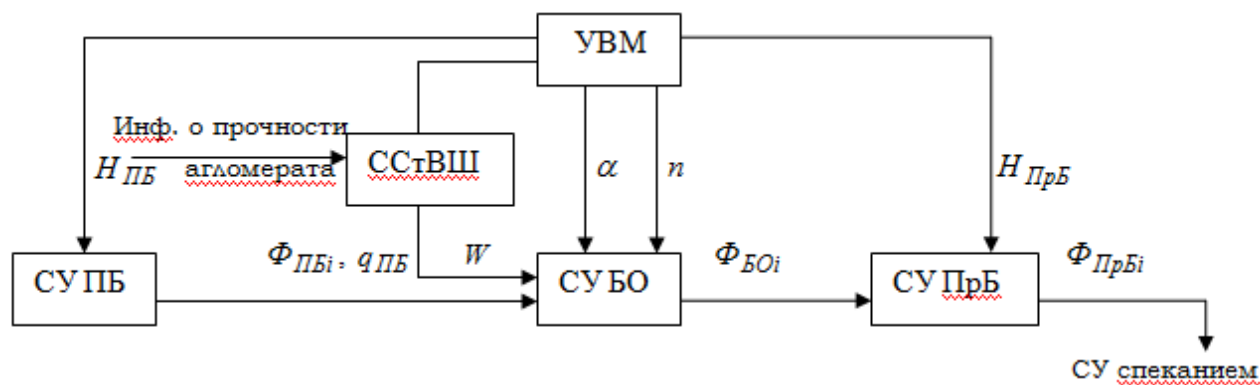 УВМ
Инф. о прочности
агломерата
H ПБ
ССтВШ
α
n
H ПрБ
Ф ПБi , q ПБ
W
Ф БОi
Ф ПрБi
СУ ПБ
СУ БО
СУ ПрБ
СУ спеканием